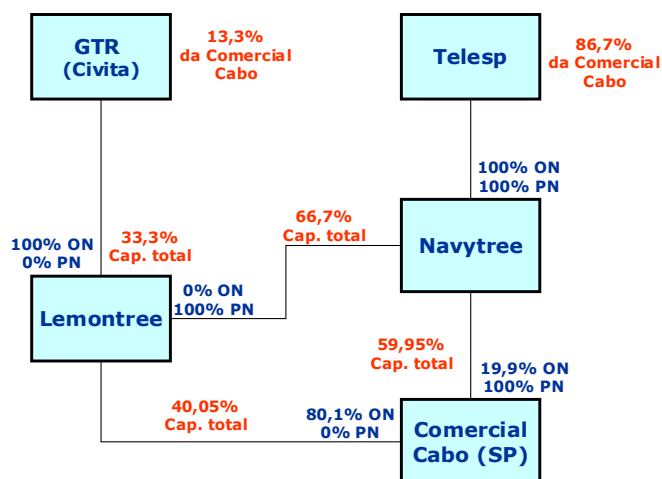 GTR
(Civita)
13,3%
da Comercial
Cabo
Telesp
86,7%
da Comercial
Cabo
100% ON
100% PN
66,7%
Cap. total
Navytree
100% ON
0% PN
33,3%
Cap. total
0% ON
100% PN
Lemontree
59,95%
Cap. total
19,9% ON
100% PN
40,05%
Cap. total
80,1% ON
0% PN
Comercial
Cabo (SP)